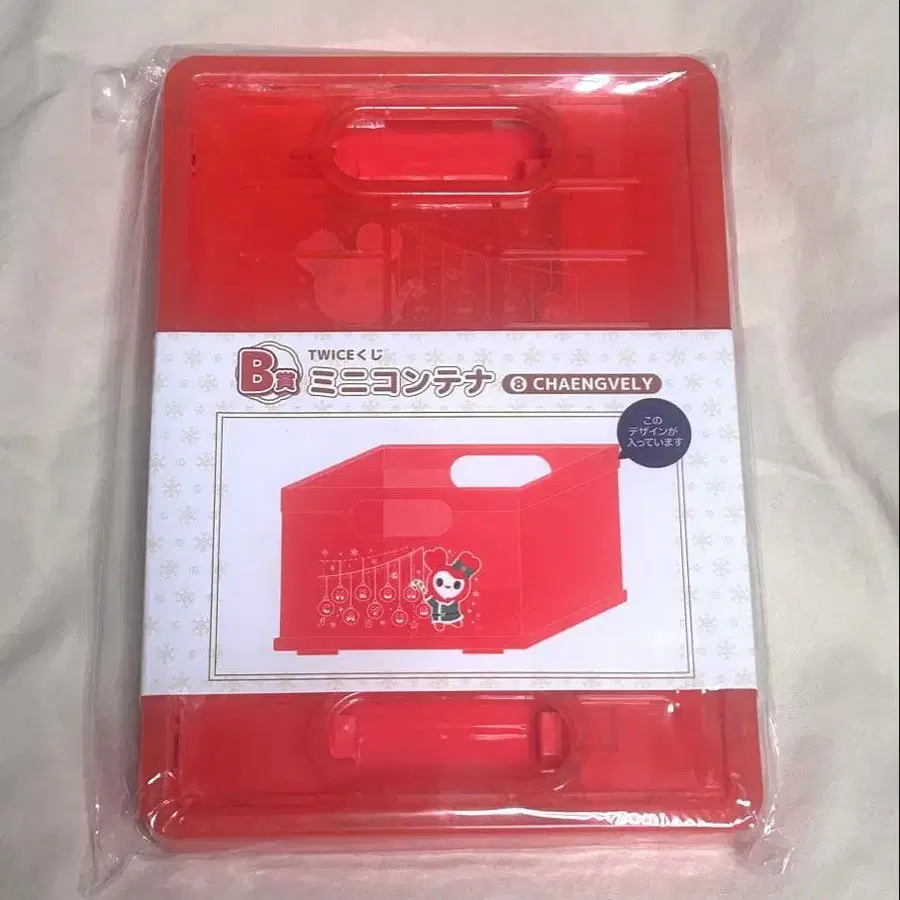 B賞
TWICEくじ
ミニコンテナ 8 CHAENGVELY
この
デザインが
入っています